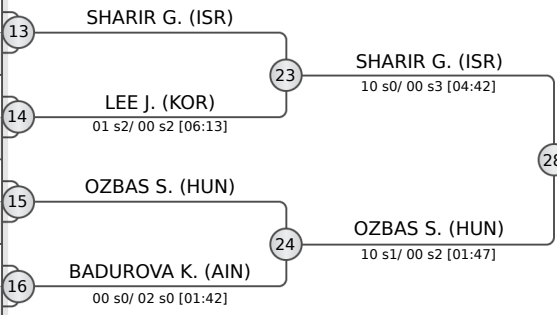 SHARIR G. (ISR)
13
23
SHARIR G. (ISR)
10 s0/ 00 s3 [04:42]
LEE J. (KOR)
14
01 s2/ 00 s2 [06:13]
28
OZBAS S. (HUN)
15
24
OZBAS S. (HUN)
10 s1/ 00 s2 [01:47]
BADUROVA K. (AIN)
16
00 s0/ 02 s0 [01:42]